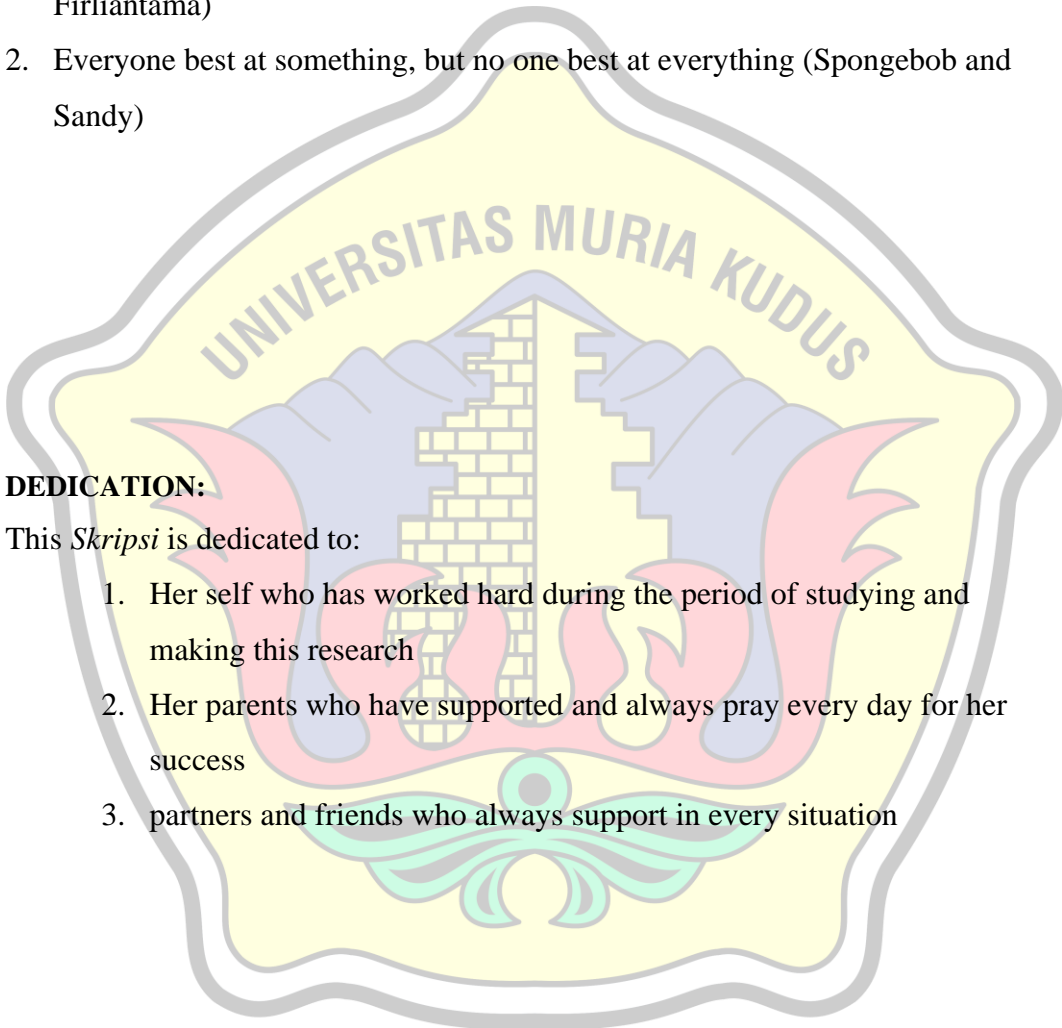 Firliantama)
2. Everyone best at something, but no one best at everything (Spongebob and
Sandy)
UNIVERSITAS MURIA KUDUS
DEDICATION:
This Skripsi is dedicated to:
1. Her self who has worked hard during the period of studying and
making this research
2. Her parents who have supported and always pray every day for her
success
3. partners and friends who always support in every situation